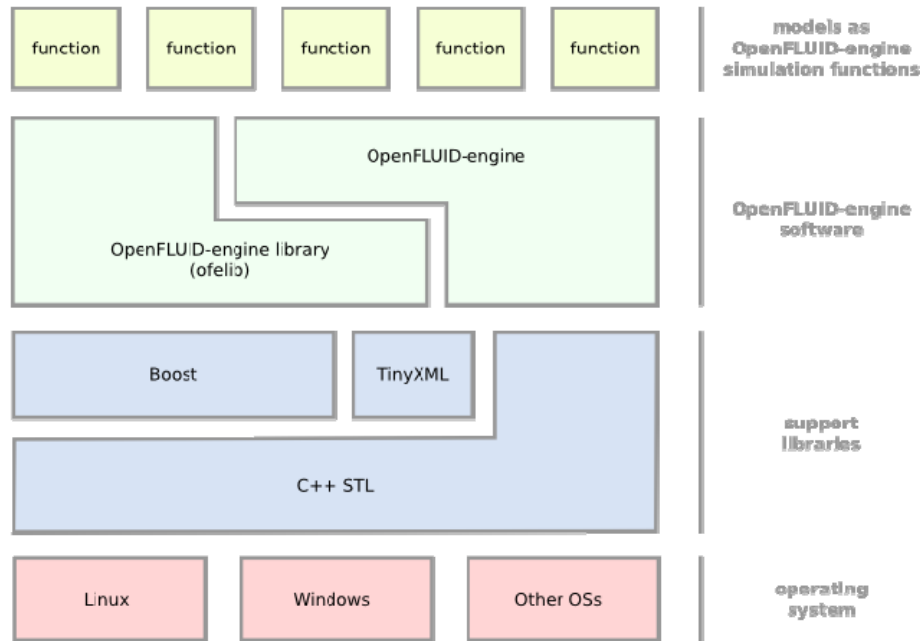 function
function
function
function
function
models as
OpenFLUID-engine
simulation functions
OpenFLUID-engine
OpenFLUID-engine library
(ofelib)
OpenFLUID-engine
software
Boost
TinyXML
C++ STL
support
libraries
Linux
Windows
Other OSs
operating
system